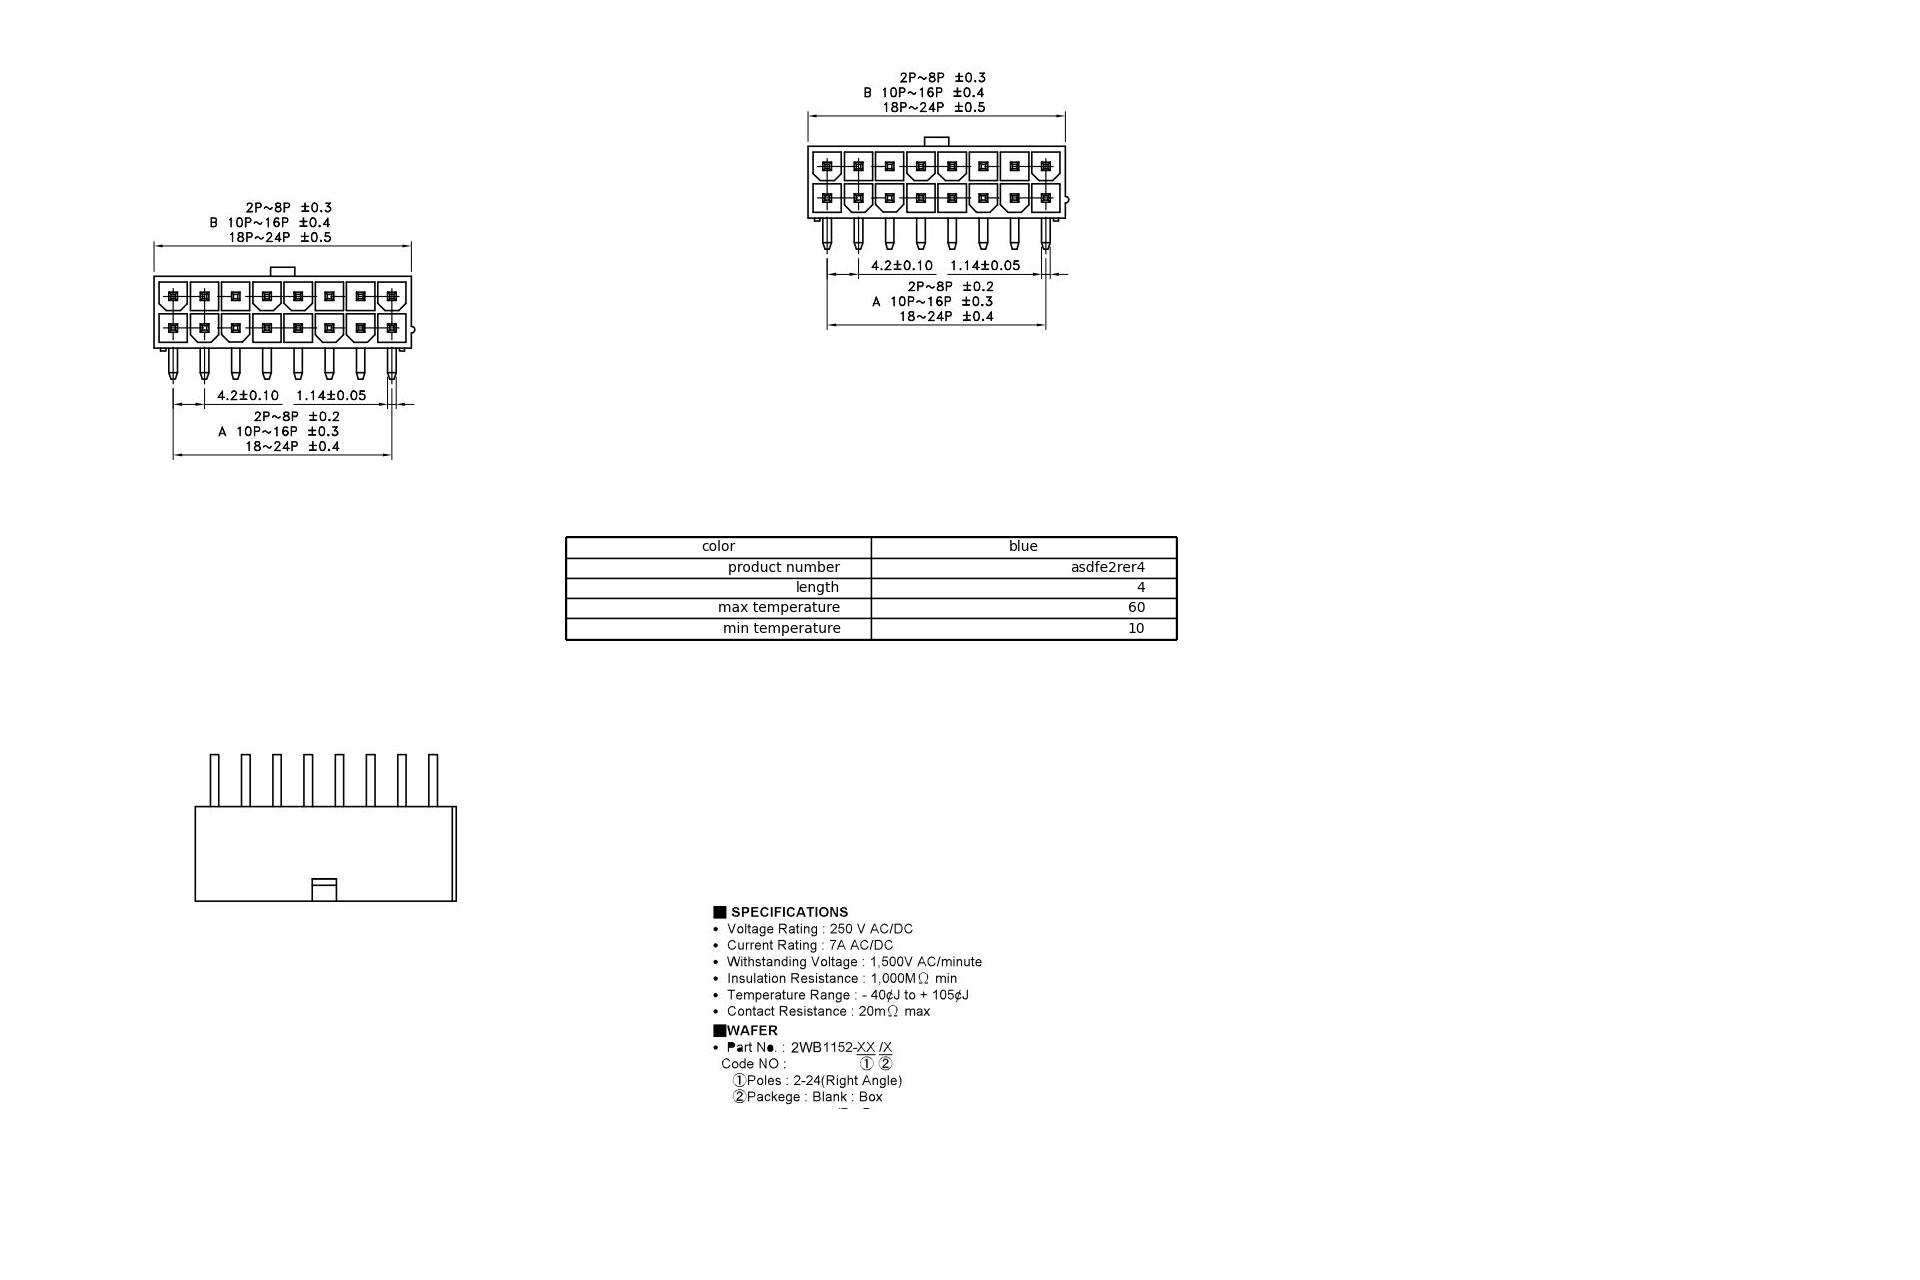 2P~8P ±0.3
B 10P~16P ±0.4
18P~24P ±0.5
4.2±0.10 1.14±0.05
2P~8P ±0.2
A 10P~16P ±0.3
18~24P ±0.4
2P~8P ±0.3
B 10P~16P ±0.4
18P~24P ±0.5
4.2±0.10 1.14±0.05
2P~8P ±0.2
A 10P~16P ±0.3
18~24P ±0.4
color blue
product number asdfe2rer4
length 4
max temperature 60
min temperature 10
■ SPECIFICATIONS
• Voltage Rating : 250 V AC/DC
• Current Rating : 7A AC/DC
• Withstanding Voltage : 1,500V AC/minute
• Insulation Resistance : 1,000MΩ min
• Temperature Range : - 40¢J to + 105¢J
• Contact Resistance : 20mΩ max
■WAFER
• Part No. : 2WB1152-XX /X
Code NO : ① ②
①Poles : 2-24(Right Angle)
②Packege : Blank : Box